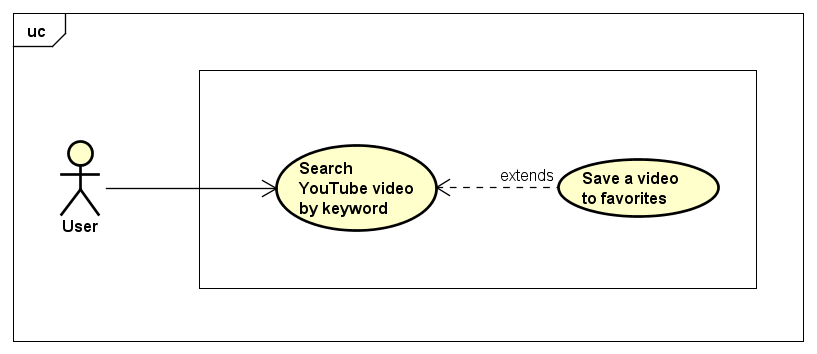 uc
Search
YouTube video
by keyword
extends
Save a video
to favorites
User